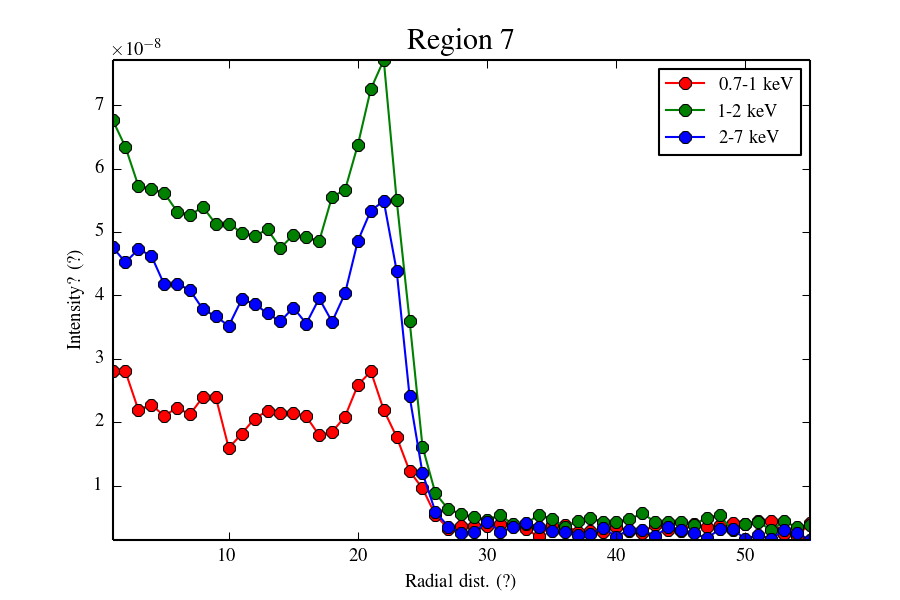 Region 7
×10⁻⁸
0.7-1 keV
1-2 keV
2-7 keV
7
6
5
4
3
2
1
Intensity? (?)
10 20 30 40 50
Radial dist. (?)